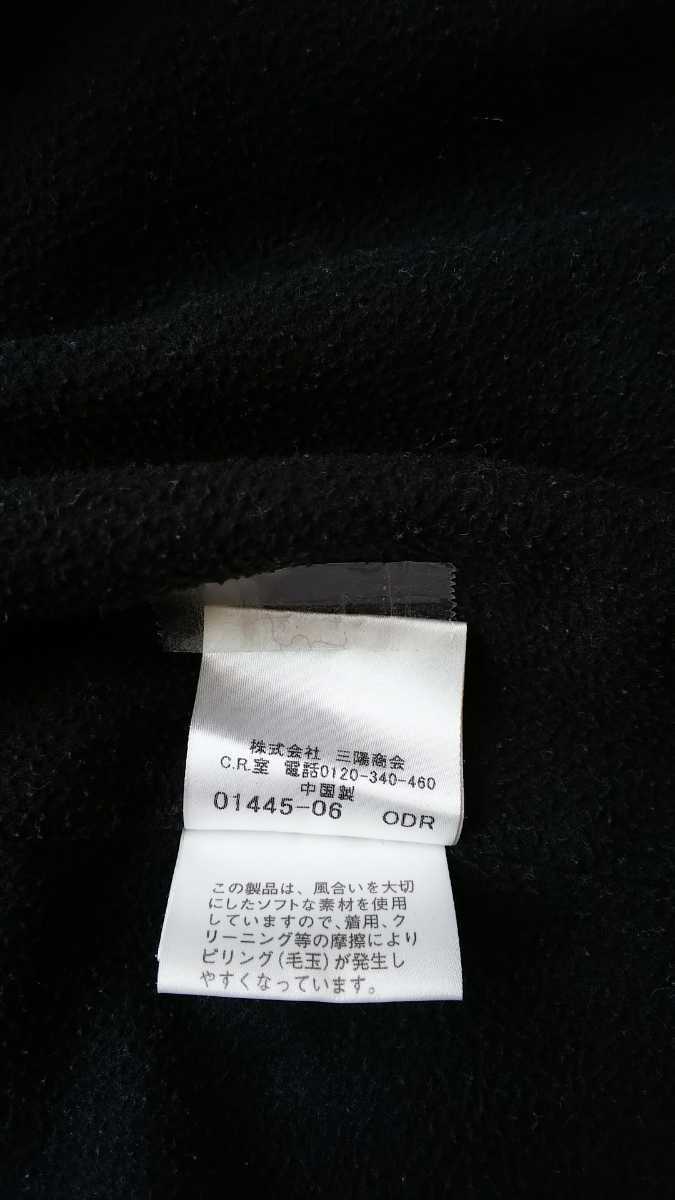 株式会社 三陽商会
C.R.室 電話0120-340-460
中国製
01445-06 ODR
この製品は、風合いを大切
にしたソフトな素材を使用
していますので、着用、ク
リーニング等の摩擦により
ピリング(毛玉)が発生し
やすくなっています。